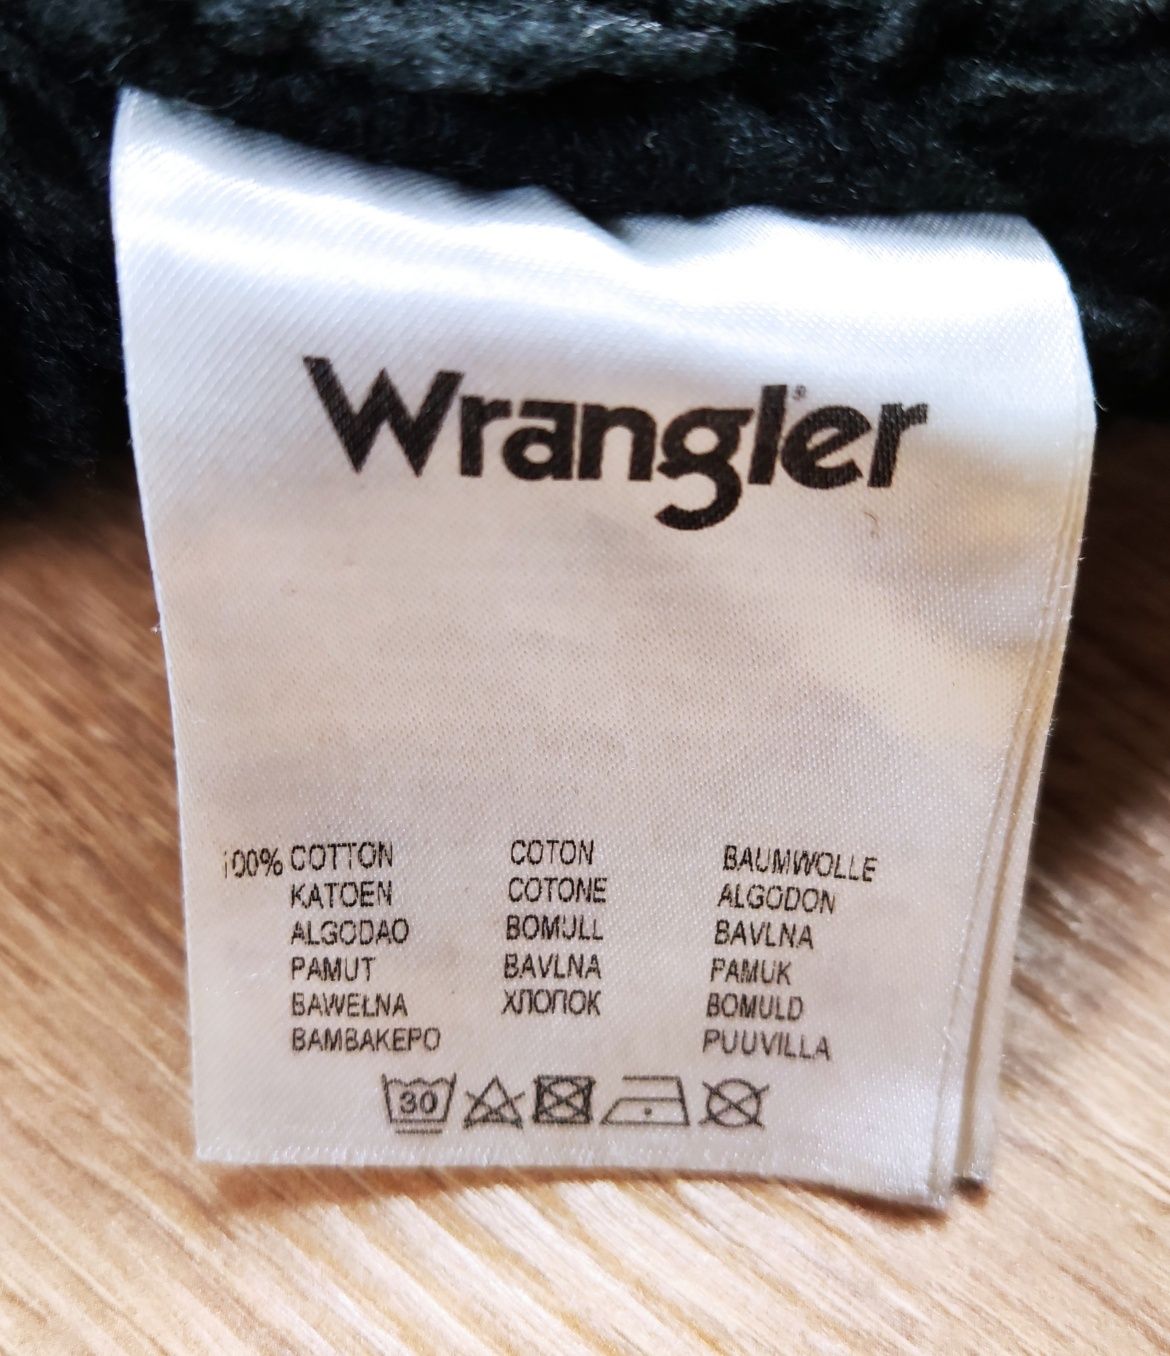 Wrangler®
100% COTTON COTON BAUMWOLLE
KATOEN COTONE ALGODON
ALGODAO BOMULL BAVLNA
PAMUT BAVLNA PAMUK
BAWEŁNA ХЛОПОК BOMULD
BAMBAKEPO PUUVILLA
30